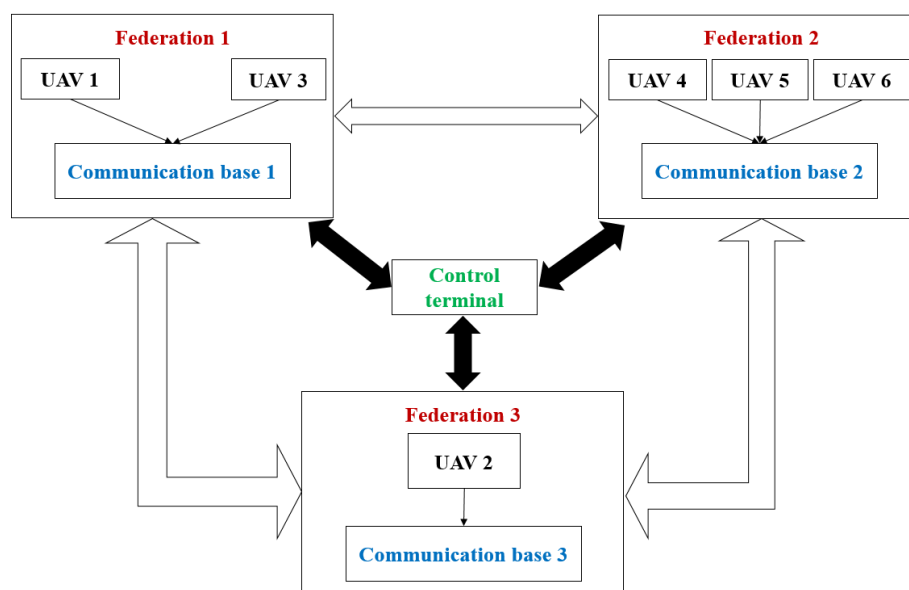 Federation 1
UAV 1
UAV 3
Communication base 1
Federation 2
UAV 4
UAV 5
UAV 6
Communication base 2
Control
terminal
Federation 3
UAV 2
Communication base 3